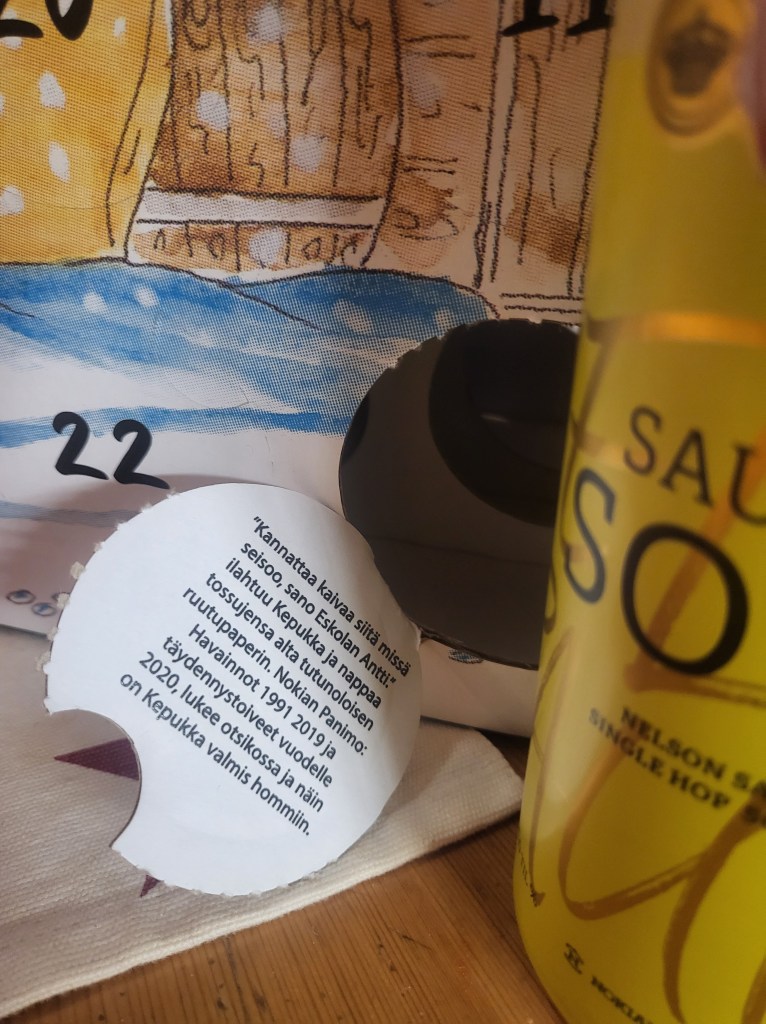 22
"Kannattaa kaivaa siitä missä
seisoo, sano Eskolan Antti."
ilahtuu Kepukka ja nappaa
tossujensa alta tutunoloisen
ruutupaperin. Nokian Panimo:
Havainnot 1991 2019 ja
täydennystoiveet vuodelle
2020, lukee otsikossa ja näin
on Kepukka valmis hommiin.
SAU
SO
NELSON SA
SINGLE HOP